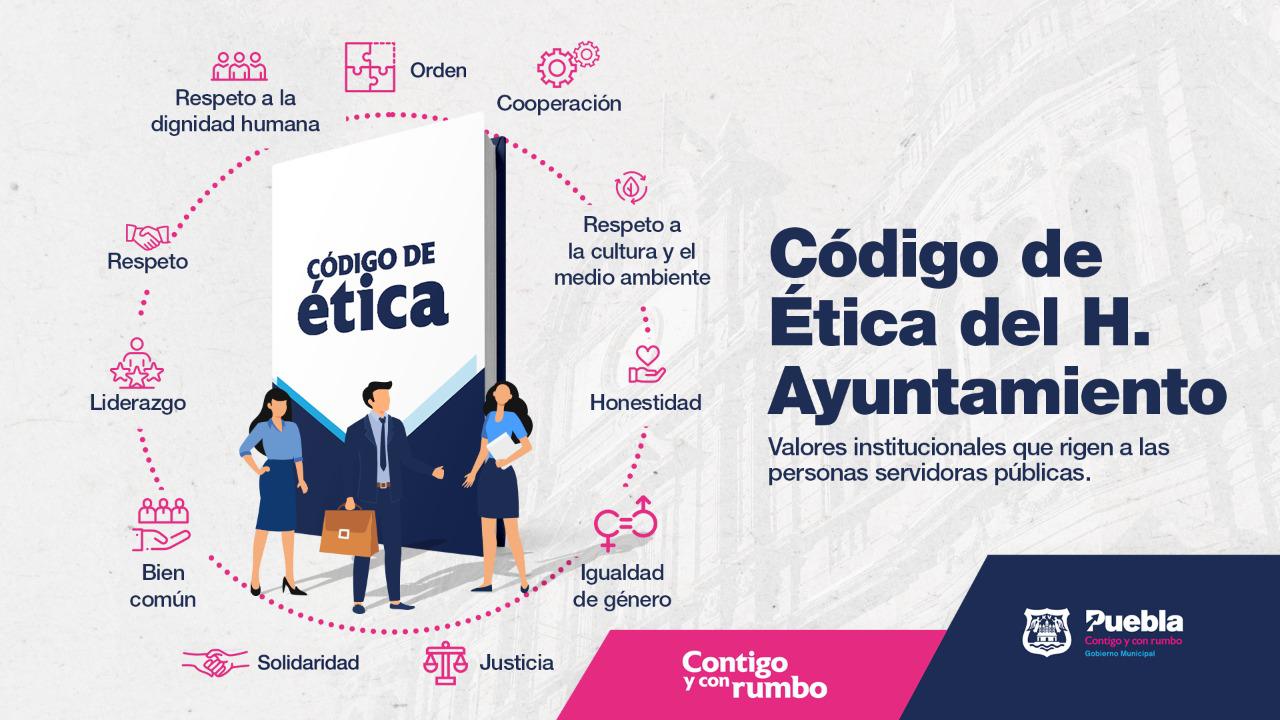 Respeto a la
dignidad humana
Orden
Cooperación
Respeto a
la cultura y el
medio ambiente
Honestidad
Igualdad
de género
Justicia
Solidaridad
Bien
común
Liderazgo
Respeto
CÓDIGO DE
ética
Código de
Ética del H.
Ayuntamiento
Valores institucionales que rigen a las
personas servidoras públicas.
Contigo
y con rumbo
Puebla
Contigo y con rumbo
Gobierno Municipal